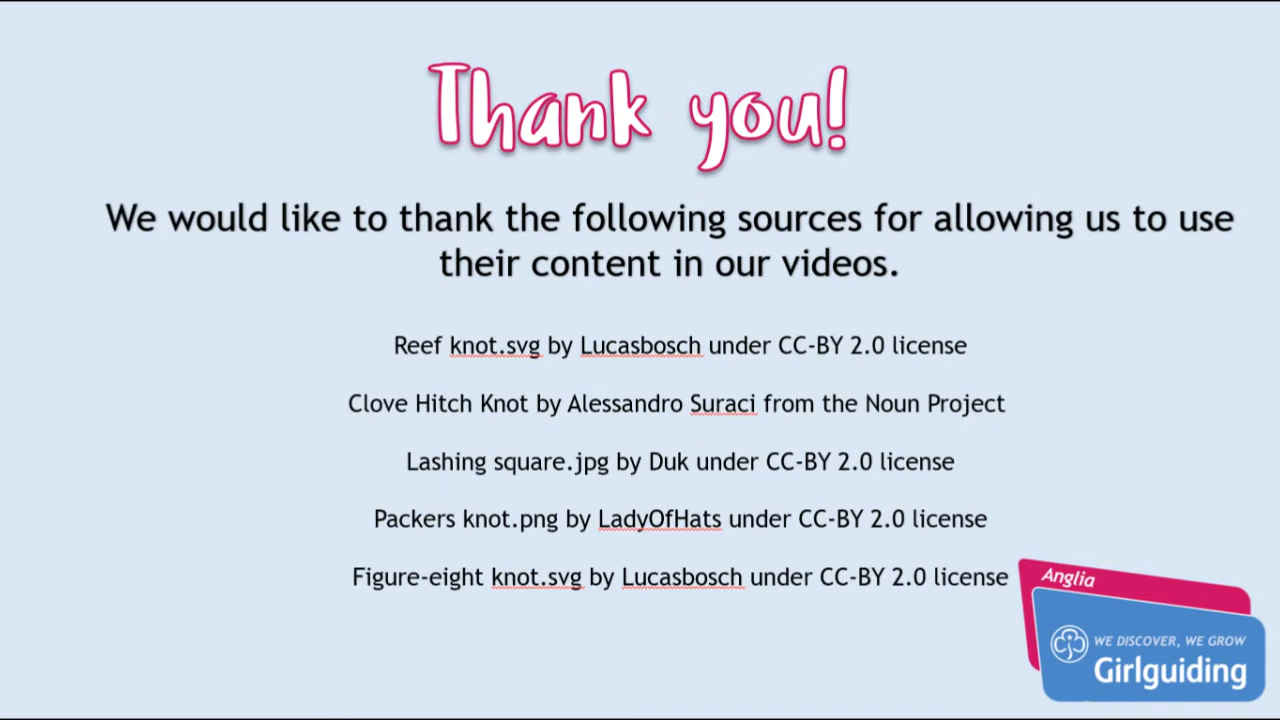 Thank you!
We would like to thank the following sources for allowing us to use
their content in our videos.
Reef knot.svg by Lucasbosch under CC-BY 2.0 license
Clove Hitch Knot by Alessandro Suraci from the Noun Project
Lashing square.jpg by Duk under CC-BY 2.0 license
Packers knot.png by LadyOfHats under CC-BY 2.0 license
Figure-eight knot.svg by Lucasbosch under CC-BY 2.0 license
Anglia
WE DISCOVER, WE GROW
Girlguiding